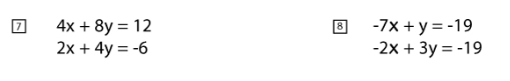 7 4x + 8y = 12
2x + 4y = -6
8 -7x + y = -19
-2x + 3y = -19